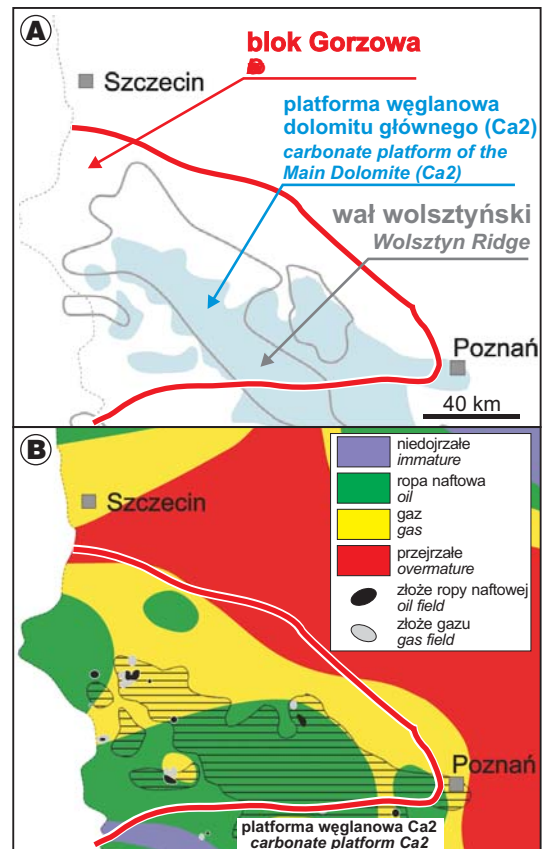 A
blok Gorzowa
Szczecin
platforma węglanowa
dolomitu głównego (Ca2)
carbonate platform of the
Main Dolomite (Ca2)
wał wolsztyński
Wolsztyn Ridge
Poznań
40 km
B
niedojrzałe
immature
ropa naftowa
oil
gaz
gas
przejrzałe
overmature
złoże ropy naftowej
oil field
złoże gazu
gas field
Szczecin
Poznań
platforma węglanowa Ca2
carbonate platform Ca2